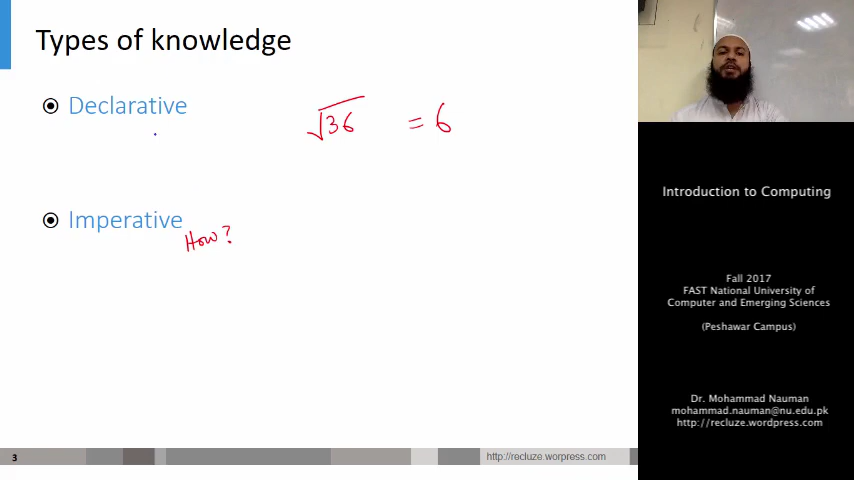 Types of knowledge
Declarative
√36 = 6
Imperative
How?
3
http://recluze.worpress.com
Introduction to Computing
Fall 2017
FAST National University of
Computer and Emerging Sciences
(Peshawar Campus)
Dr. Mohammad Nauman
mohammad.nauman@nu.edu.pk
http://recluze.wordpress.com